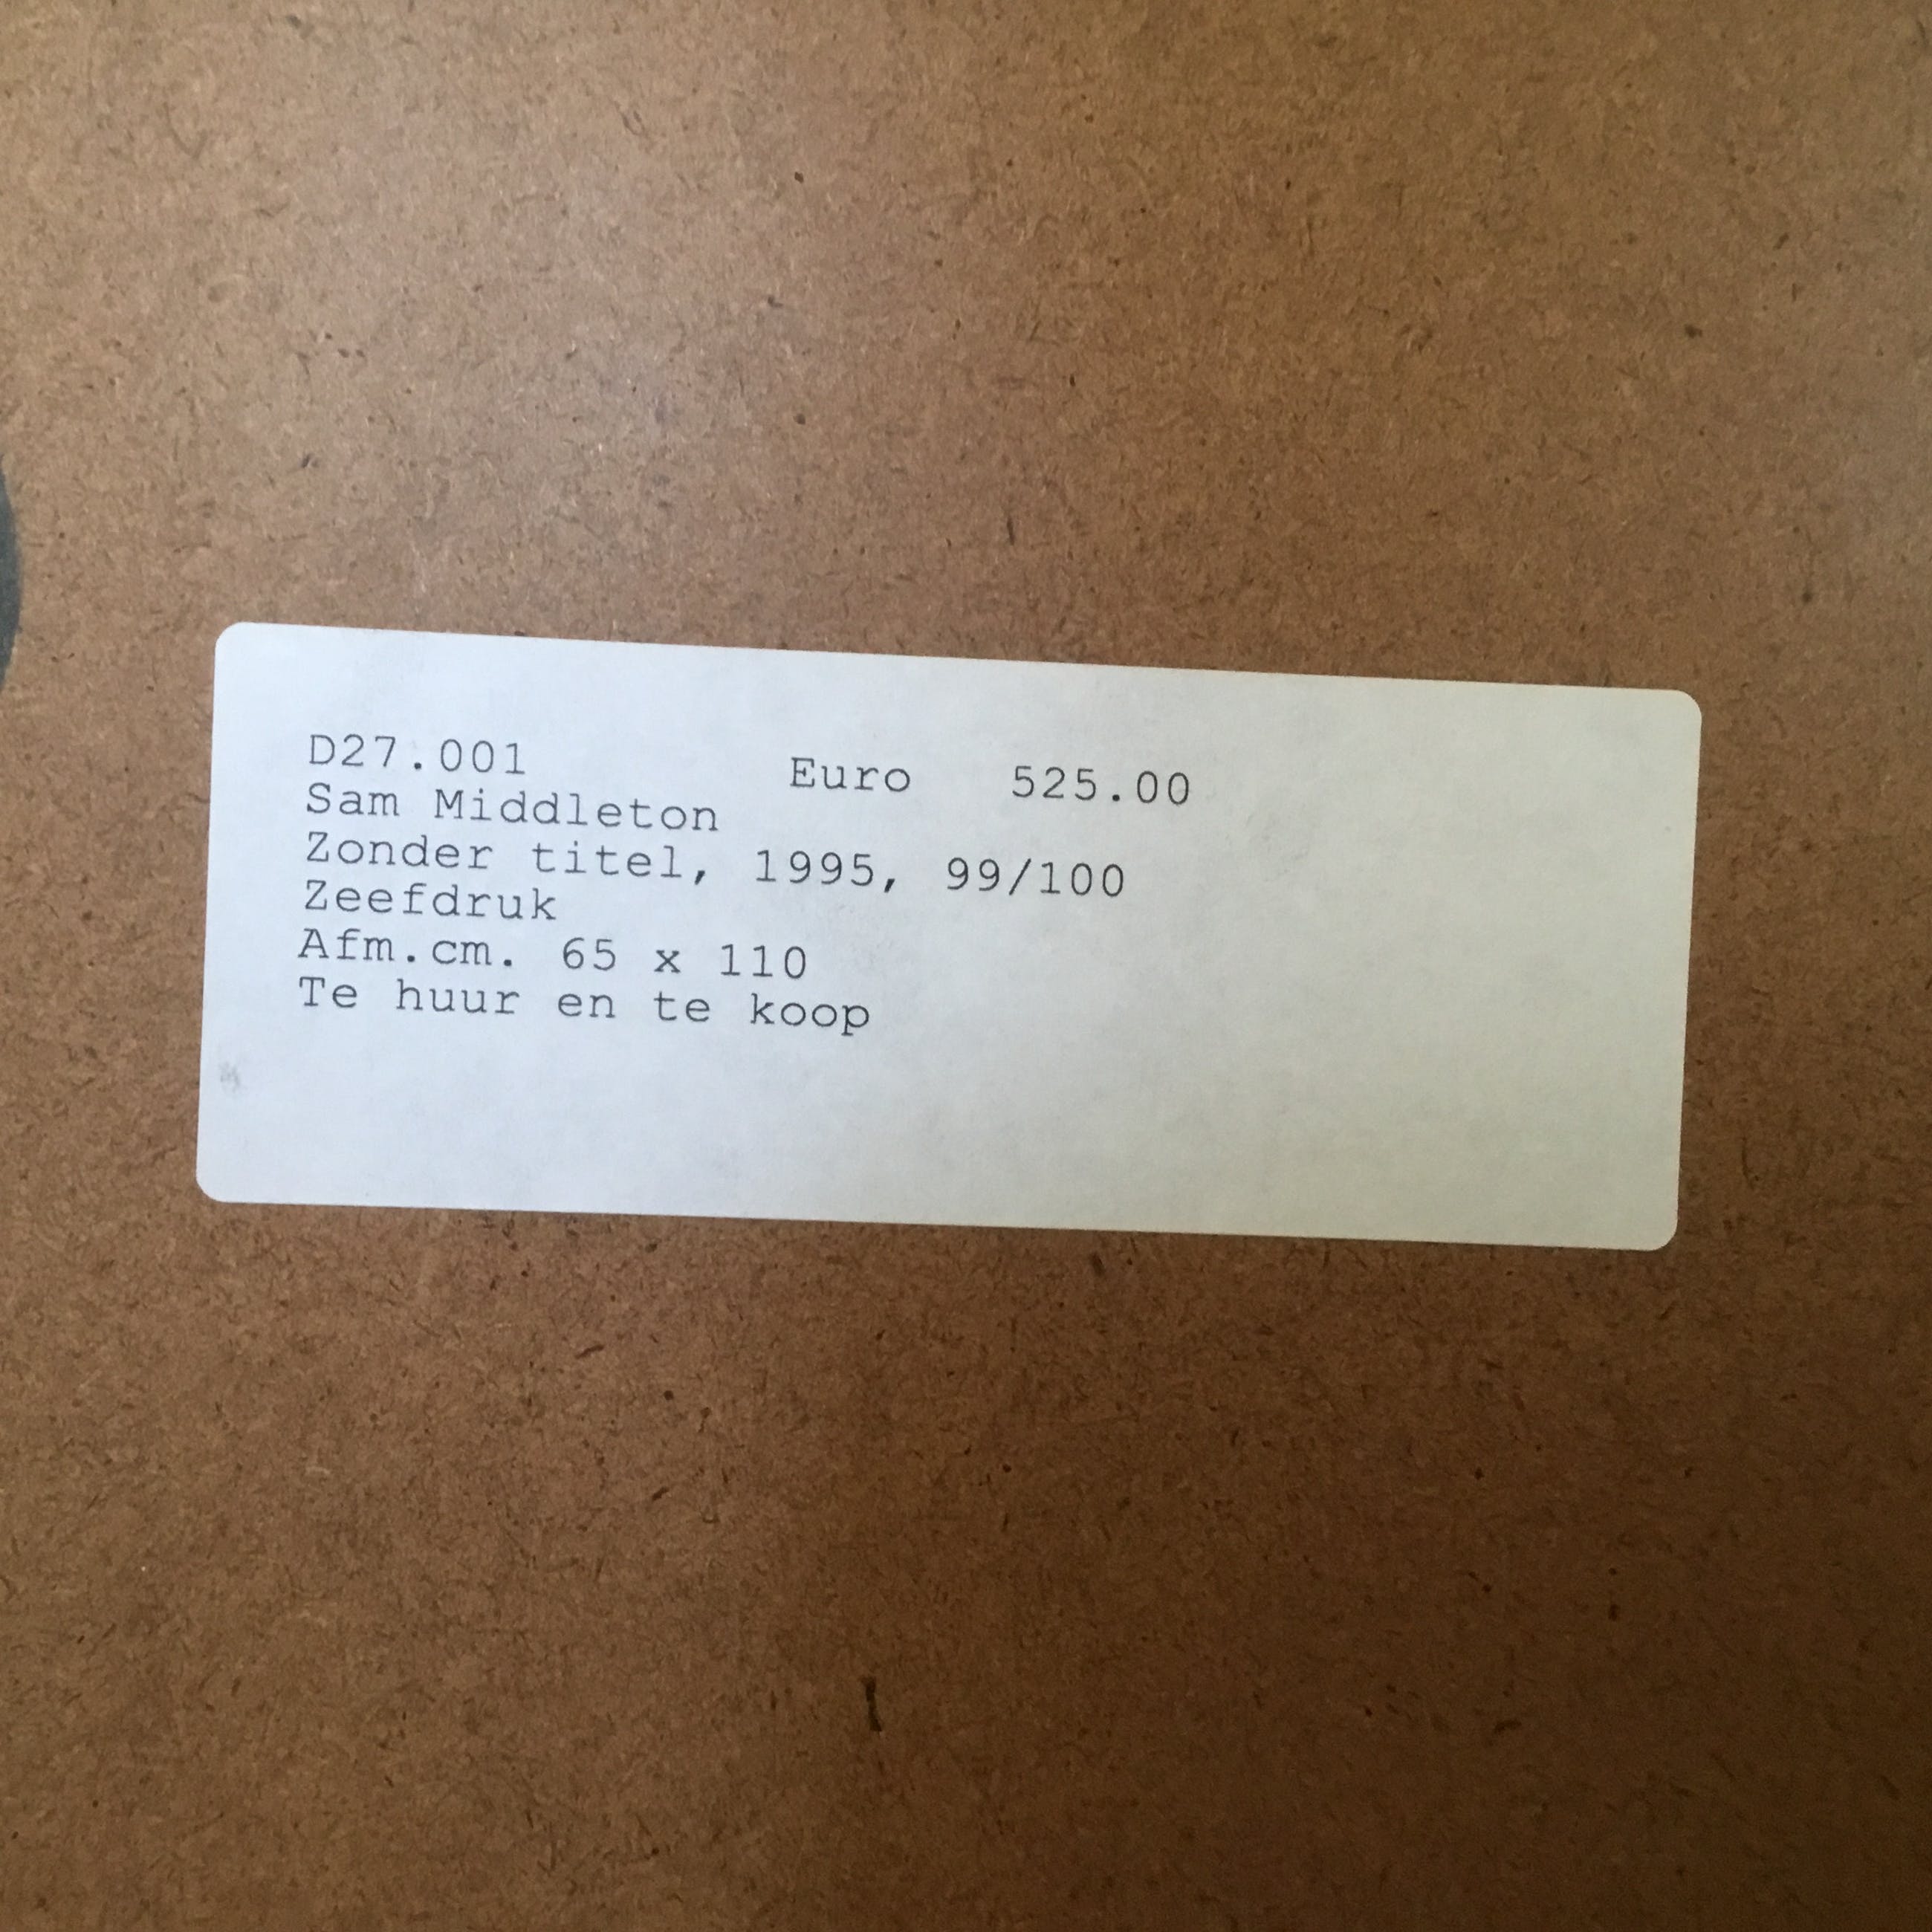 D27.001 Euro 525.00
Sam Middleton
Zonder titel, 1995, 99/100
Zeefdruk
Afm.cm. 65 x 110
Te huur en te koop